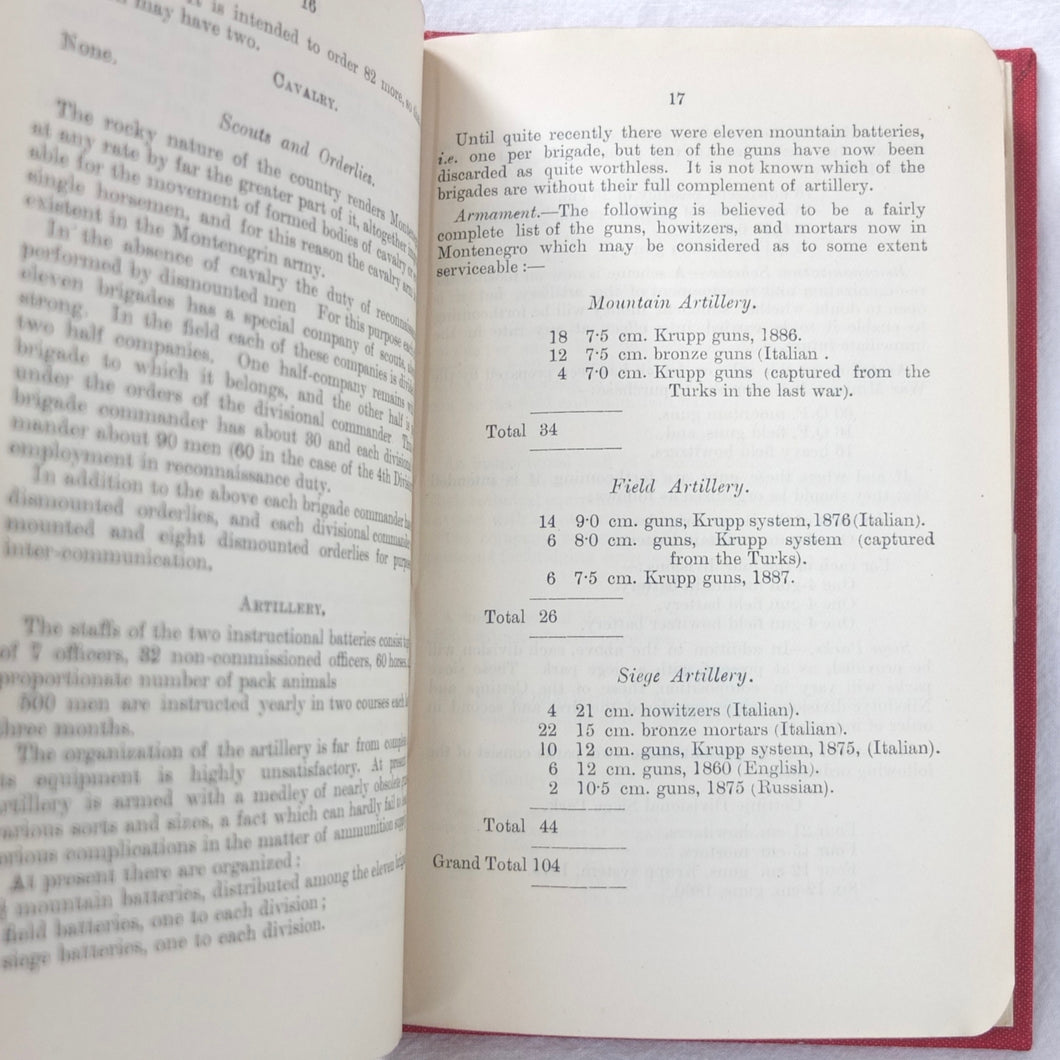 16
is intended to order 82 more, so
may have two.
None.
CAVALRY.
Scouts and Orderlies.
The rocky nature of the country renders
at any rate by far the greater part of it, altogether
able for the movement of formed bodies of cavalry or
single horsemen, and for this reason the cavalry arm
existent in the Montenegrin army.
In the absence of cavalry the duty of
performed by dismounted men For this purpose
eleven brigades has a special company of scouts,
strong. In the field each of these companies is
two half companies. One half-company remains
brigade to which it belongs, and the other half is
under the orders of the divisional commander.
brigade commander has about 30 and each
mander about 90 men (60 in the case of the 4th
employment in reconnaissance duty.
In addition to the above each brigade commander
dismounted orderlies, and each divisional
mounted and eight dismounted orderlies for
inter-communication.
ARTILLERY.
The staffs of the two instructional batteries consist
of 7 officers, 32 non-commissioned officers, 60 horses,
proportionate number of pack animals
500 men are instructed yearly in two courses each
three months.
The organization of the artillery is far from
equipment is highly unsatisfactory. At
is armed with a medley of nearly obsolete
various sorts and sizes, a fact which can hardly fail to
complications in the matter of ammunition
At present there are organized:
mountain batteries, distributed among the eleven
field batteries, one to each division;
siege batteries, one to each division.
17
Until quite recently there were eleven mountain batteries,
i.e. one per brigade, but ten of the guns have now been
discarded as quite worthless. It is not known which of the
brigades are without their full complement of artillery.
Armament.—The following is believed to be a fairly
complete list of the guns, howitzers, and mortars now in
Montenegro which may be considered as to some extent
serviceable:—
Mountain Artillery.
18 7·5 cm. Krupp guns, 1886.
12 7·5 cm. bronze guns (Italian .
4 7·0 cm. Krupp guns (captured from the
Turks in the last war).
Total 34
Field Artillery.
14 9·0 cm. guns, Krupp system, 1876 (Italian).
6 8·0 cm. guns, Krupp system (captured
from the Turks).
6 7·5 cm. Krupp guns, 1887.
Total 26
Siege Artillery.
4 21 cm. howitzers (Italian).
22 15 cm. bronze mortars (Italian).
10 12 cm. guns, Krupp system, 1875, (Italian).
6 12 cm. guns, 1860 (English).
2 10·5 cm. guns, 1875 (Russian).
Total 44
Grand Total 104